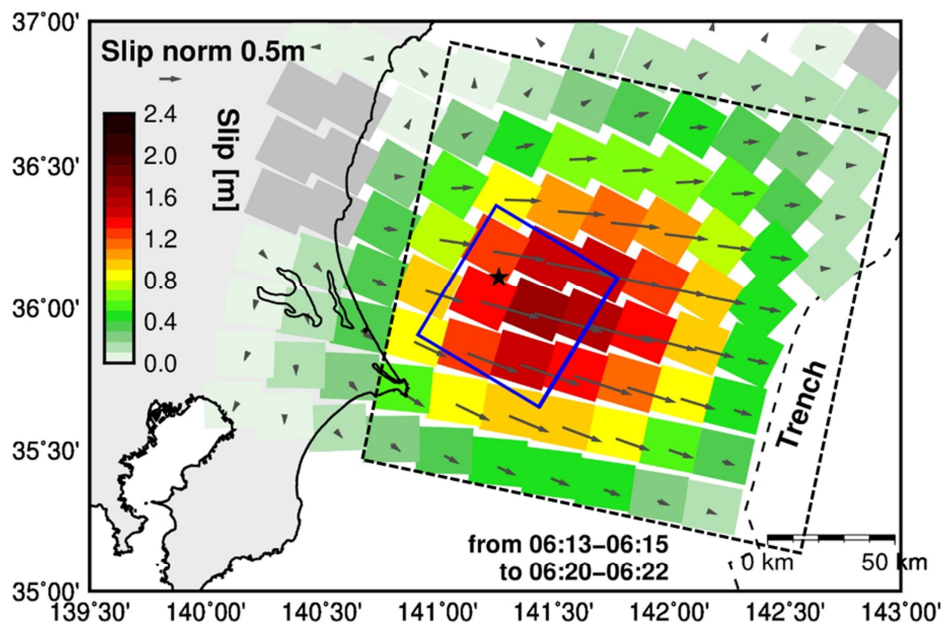 37°00'
36°30'
36°00'
35°30'
35°00'
Slip norm 0.5m
Slip [m]
2.4
2.0
1.6
1.2
0.8
0.4
0.0
Trench
from 06:13–06:15
to 06:20–06:22
0 km 50 km
139°30' 140°00' 140°30' 141°00' 141°30' 142°00' 142°30' 143°00'